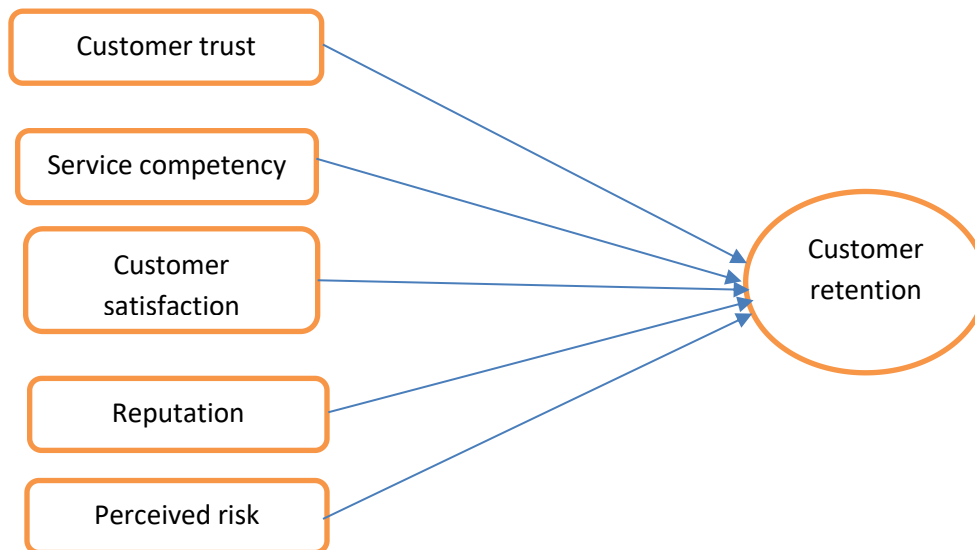 Customer trust
Service competency
Customer
satisfaction
Reputation
Perceived risk
Customer
retention